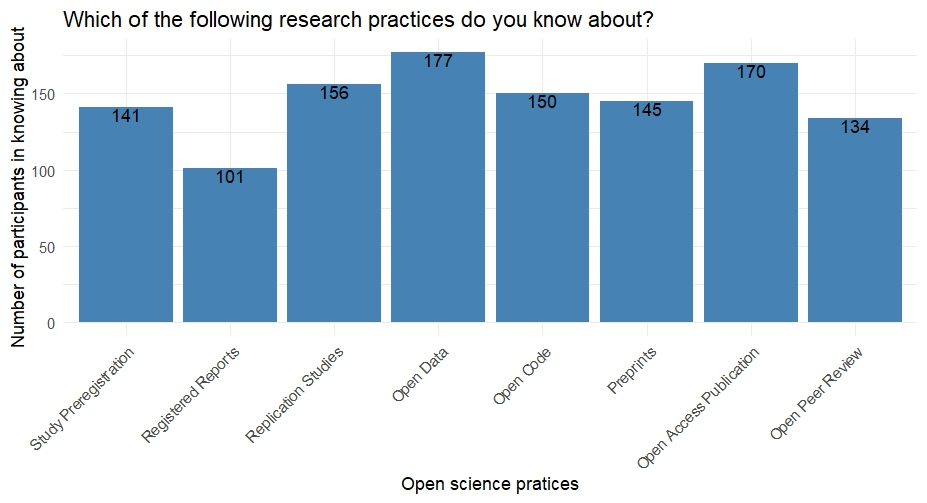 Which of the following research practices do you know about?
Number of participants in knowing about
150
100
50
0
141
101
156
177
150
145
170
134
Study Preregistration
Registered Reports
Replication Studies
Open Data
Open Code
Preprints
Open Access Publication
Open Peer Review
Open science pratices